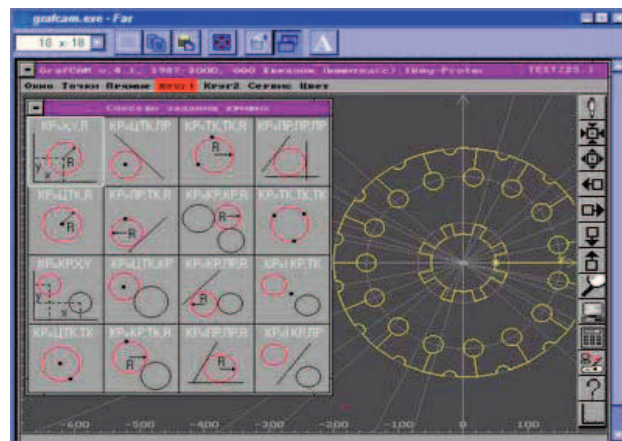 grafcam.exe - Far
10 x 18
GrafCAM v.4.1, 1987-2000, ООО
Окно Точки Прямые Круг1 Круг2 Сервис Цвет
Способы задания кривых
КР=X,Y,R КР=ЦТК,ПР КР=ТК,ТК,R КР=ПР,ПР,ПР
R R
y x
КР=ЦТК,R КР=ТК,ПР,R КР=КР,КР,R КР=ТК,ТК,ТК
R R R
КР=КР,X,Y КР=ЦТК,КР КР=КР,ПР,R КР=|КР,ТК
y x R
КР=ЦТК,ТК КР=КР,ТК,R КР=ПР,ПР,R КР=|КР,ПР
R R
-600 -500 -400 -300 -200 -100 0 100